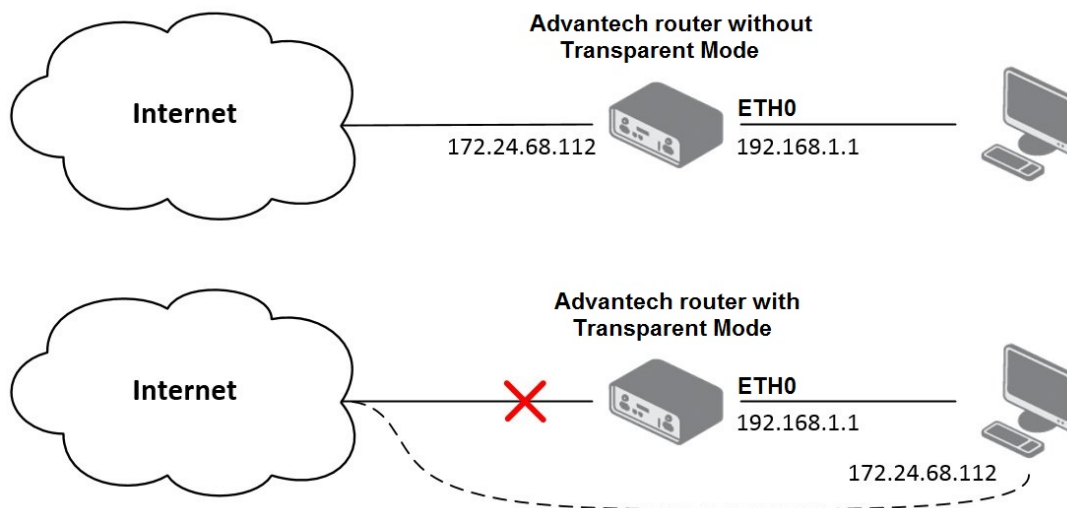 Advantech router without
Transparent Mode
Internet
ETH0
172.24.68.112
192.168.1.1
Advantech router with
Transparent Mode
Internet
ETH0
192.168.1.1
172.24.68.112